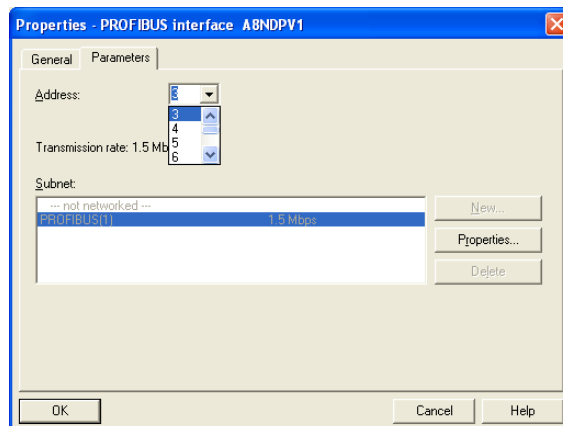 Properties - PROFIBUS interface A8NDPV1
General Parameters
Address: 3
3
4
5
6
Transmission rate: 1.5 Mb
Subnet:
--- not networked ---
PROFIBUS(1) 1.5 Mbps
New...
Properties...
Delete
OK Cancel Help